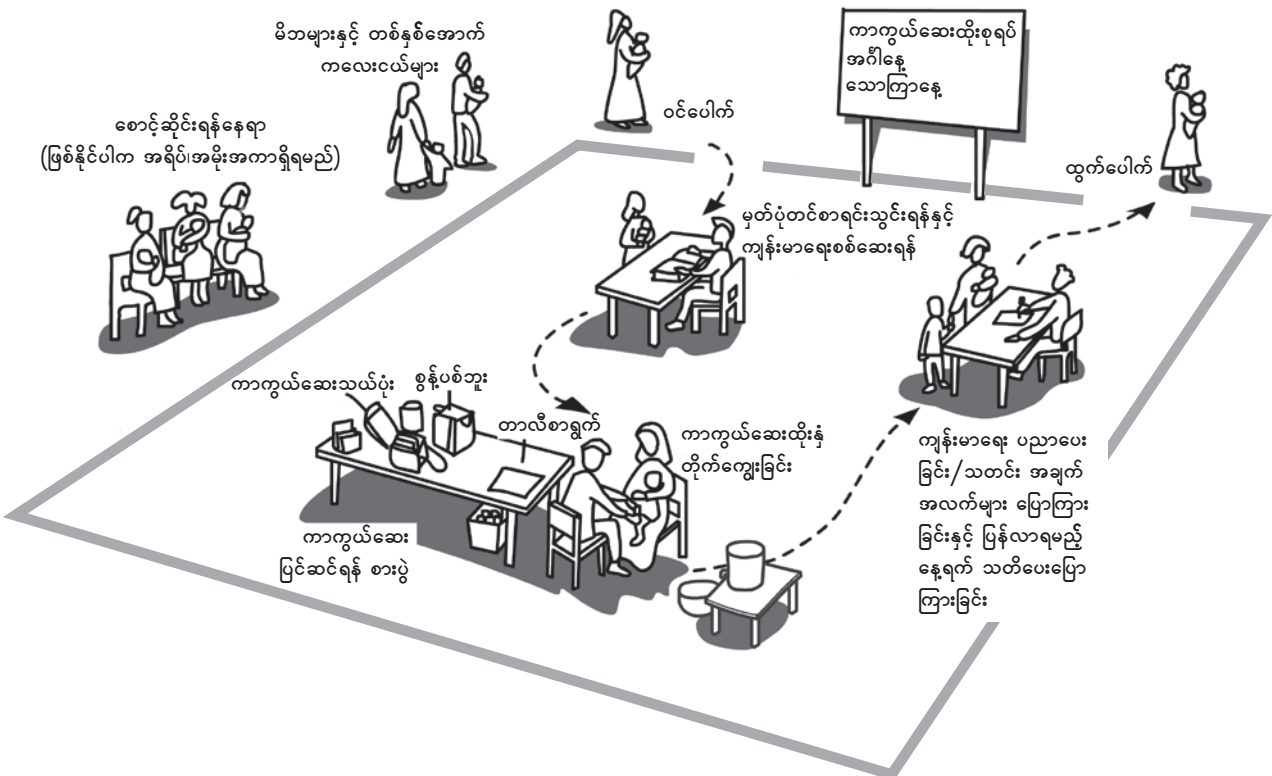 မိဘများနှင့် တစ်နှစ်အောက်
ကလေးငယ်များ
ကာကွယ်ဆေးထိုးစုရပ်
အင်္ဂါနေ့
သောကြာနေ့
ဝင်ပေါက်
စောင့်ဆိုင်းရန်နေရာ
(ဖြစ်နိုင်ပါက အရိပ်၊အမိုးအကာရှိရမည်)
ထွက်ပေါက်
မှတ်ပုံတင်စာရင်းသွင်းရန်နှင့်
ကျန်းမာရေးစစ်ဆေးရန်
ကာကွယ်ဆေးသယ်ပုံး
စွန့်ပစ်ဘူး
တာလီစာရွက်
ကာကွယ်ဆေးထိုးနှံ
တိုက်ကျွေးခြင်း
ကာကွယ်ဆေး
ပြင်ဆင်ရန် စားပွဲ
ကျန်းမာရေး ပညာပေး
ခြင်း/သတင်း အချက်
အလက်များ ပြောကြား
ခြင်းနှင့် ပြန်လာရမည့်
နေ့ရက် သတိပေးပြော
ကြားခြင်း